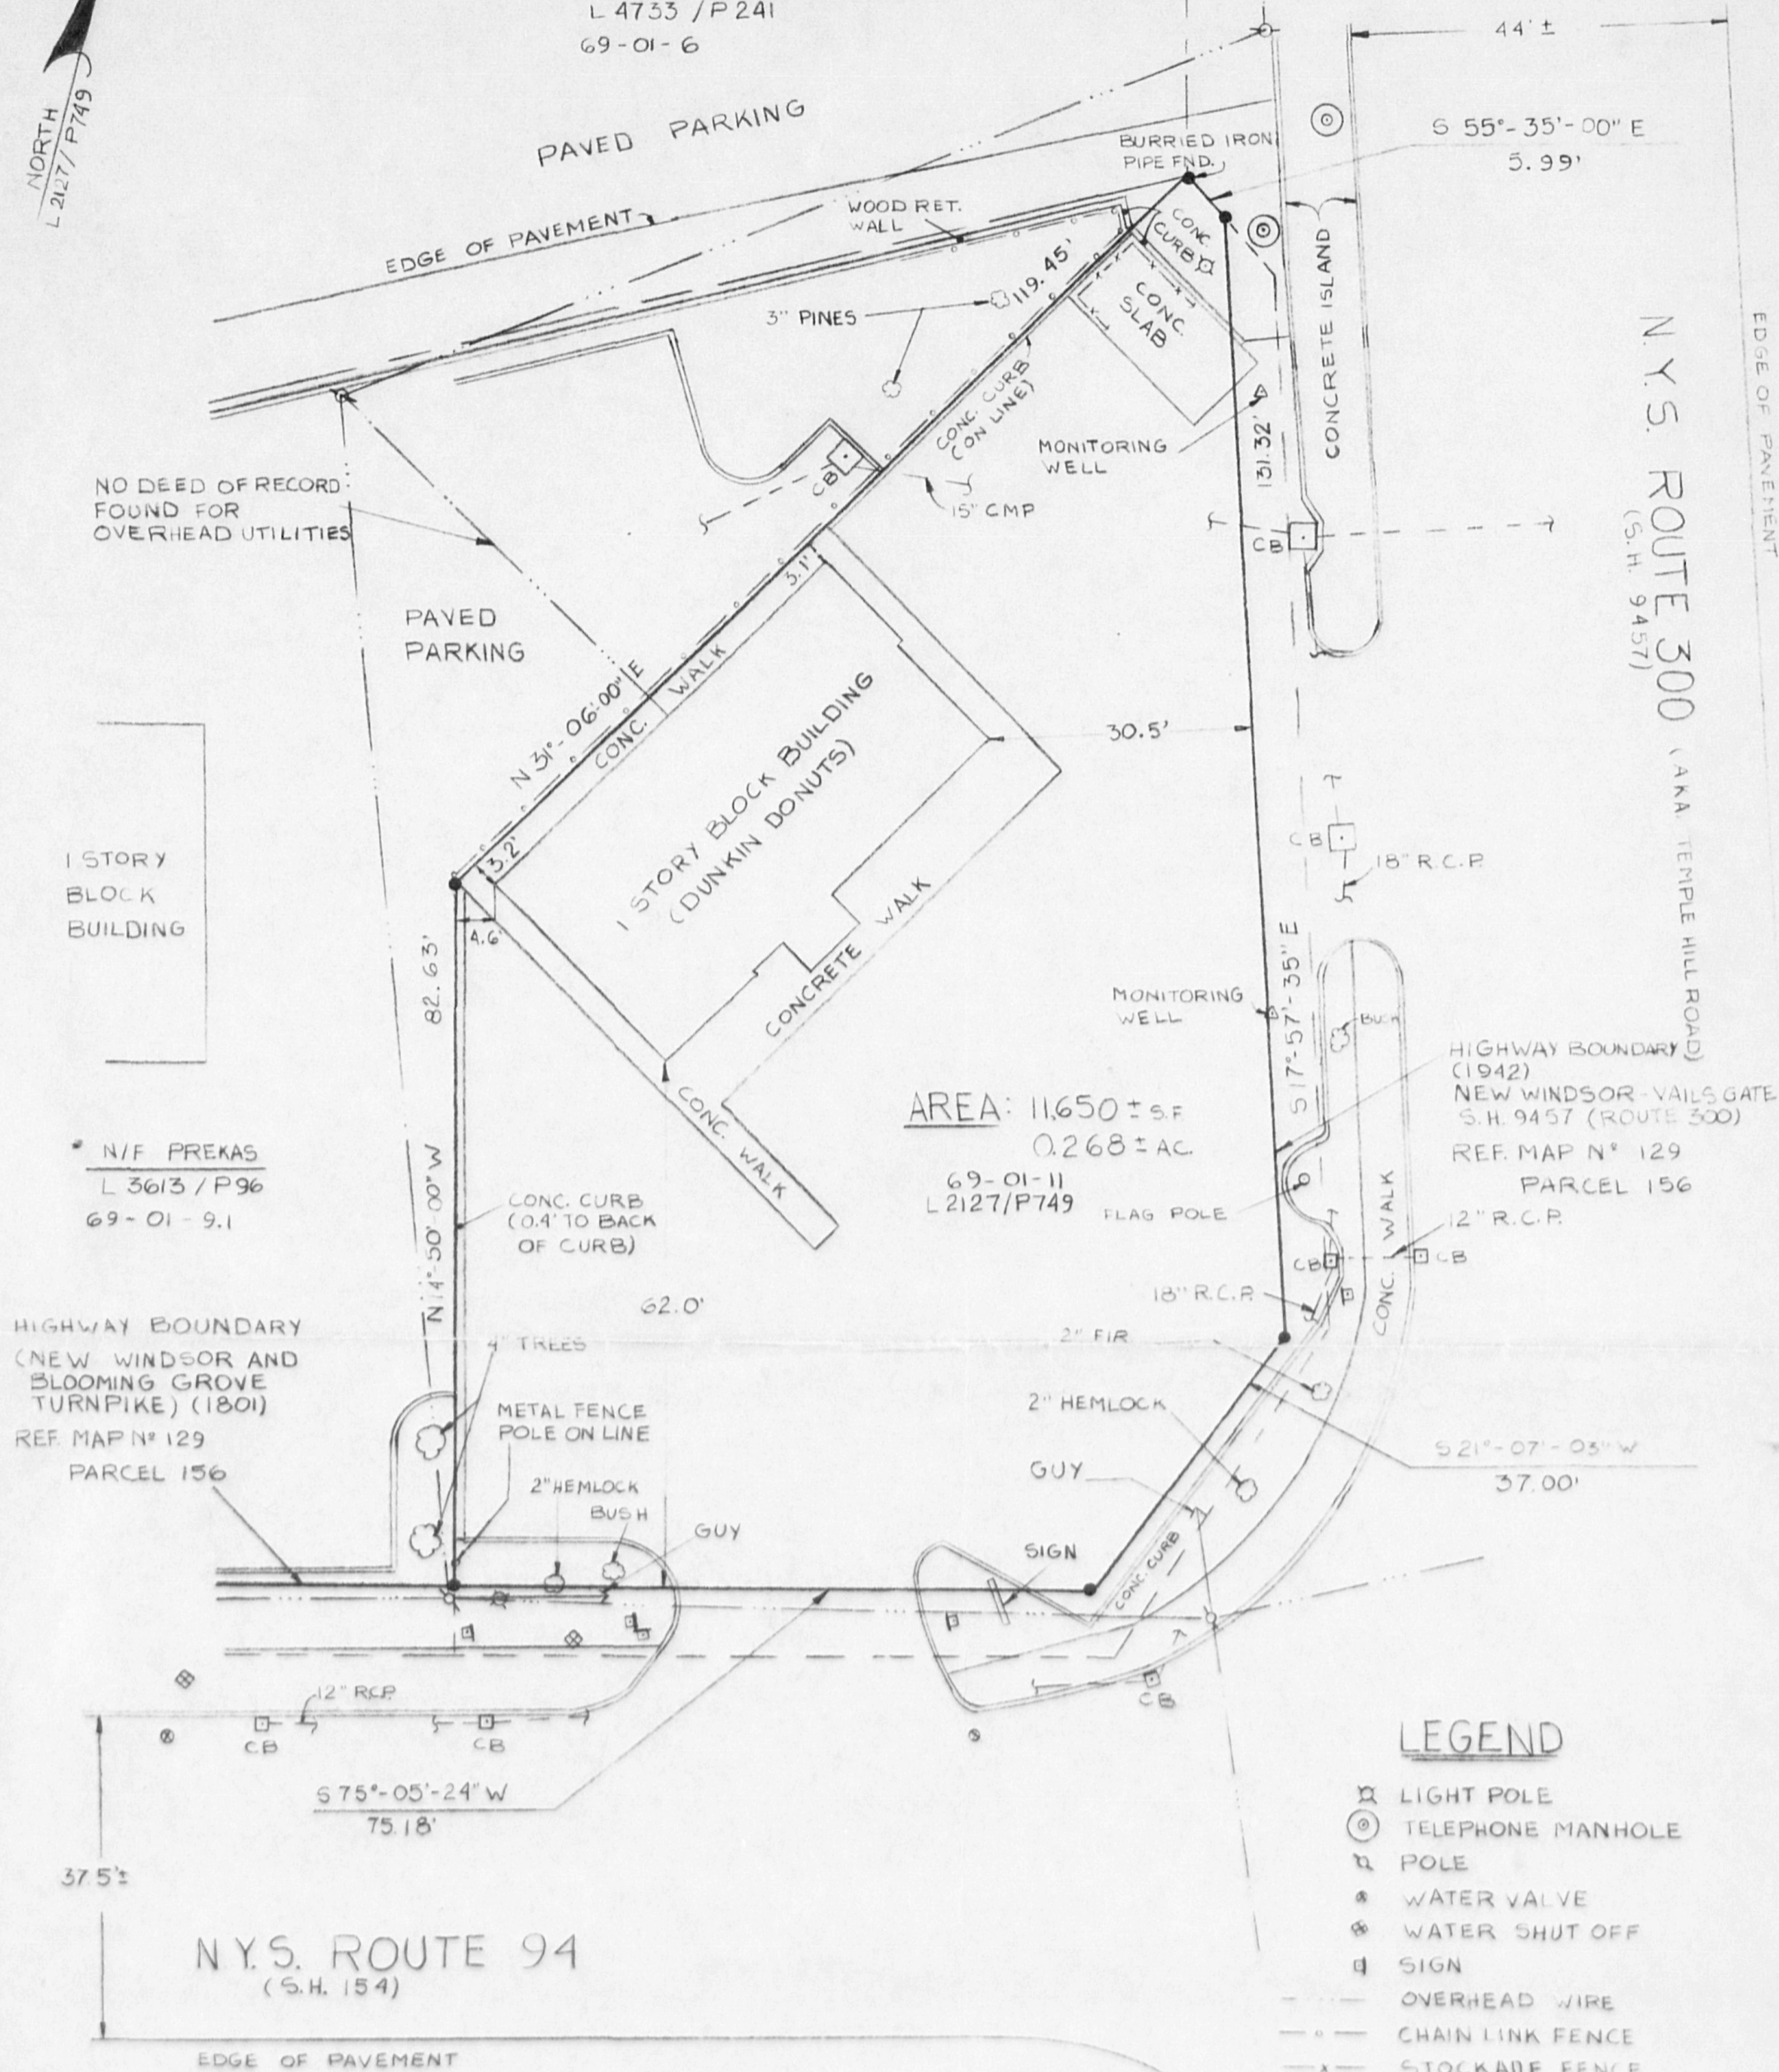 L 4733 / P 241
69-01-6
NORTH
L 2127 / P749
44' ±
PAVED PARKING
BURRIED IRON
PIPE FND.
S 55°-35'-00" E
5.99'
EDGE OF PAVEMENT
WOOD RET.
WALL
CONC.
CURB
119.45'
3" PINES
CONC.
SLAB
CONCRETE ISLAND
CONC. CURB
(ON LINE)
MONITORING
WELL
131.32'
N.Y.S. ROUTE 300 (AKA. TEMPLE HILL ROAD)
(S.H. 9457)
EDGE OF PAVEMENT
NO DEED OF RECORD
FOUND FOR
OVERHEAD UTILITIES
CB
15" CMP
CB
3.1'
PAVED
PARKING
N 31°-06'-00" E
CONC. WALK
1 STORY BLOCK BUILDING
(DUNKIN DONUTS)
30.5'
CB
18" R.C.P.
1 STORY
BLOCK
BUILDING
3.2'
4.6'
82.63'
CONCRETE WALK
MONITORING
WELL
S 17°-57'-35" E
BUSH
HIGHWAY BOUNDARY
(1942)
NEW WINDSOR-VAILS GATE
S.H. 9457 (ROUTE 300)
REF. MAP Nº 129
PARCEL 156
CONC. WALK
AREA: 11,650 ± S.F.
0.268 ± AC.
69-01-11
L 2127/P749
N/F PREKAS
L 3613 / P 96
69-01-9.1
N 14°-50'-00" W
CONC. CURB
(0.4' TO BACK
OF CURB)
FLAG POLE
CONC. WALK
12" R.C.P.
CB
CB
18" R.C.P.
62.0'
HIGHWAY BOUNDARY
(NEW WINDSOR AND
BLOOMING GROVE
TURNPIKE) (1801)
REF. MAP Nº 129
PARCEL 156
4" TREES
2" FIR
METAL FENCE
POLE ON LINE
2" HEMLOCK
S 21°-07'-03" W
37.00'
GUY
2" HEMLOCK
BUSH
GUY
SIGN
CONC. CURB
12" R.C.P.
CB
CB
CB
S 75°-05'-24" W
75.18'
37.5'±
N.Y.S. ROUTE 94
(S.H. 154)
EDGE OF PAVEMENT
LEGEND
LIGHT POLE
TELEPHONE MANHOLE
POLE
WATER VALVE
WATER SHUT OFF
SIGN
OVERHEAD WIRE
CHAIN LINK FENCE
STOCKADE FENCE